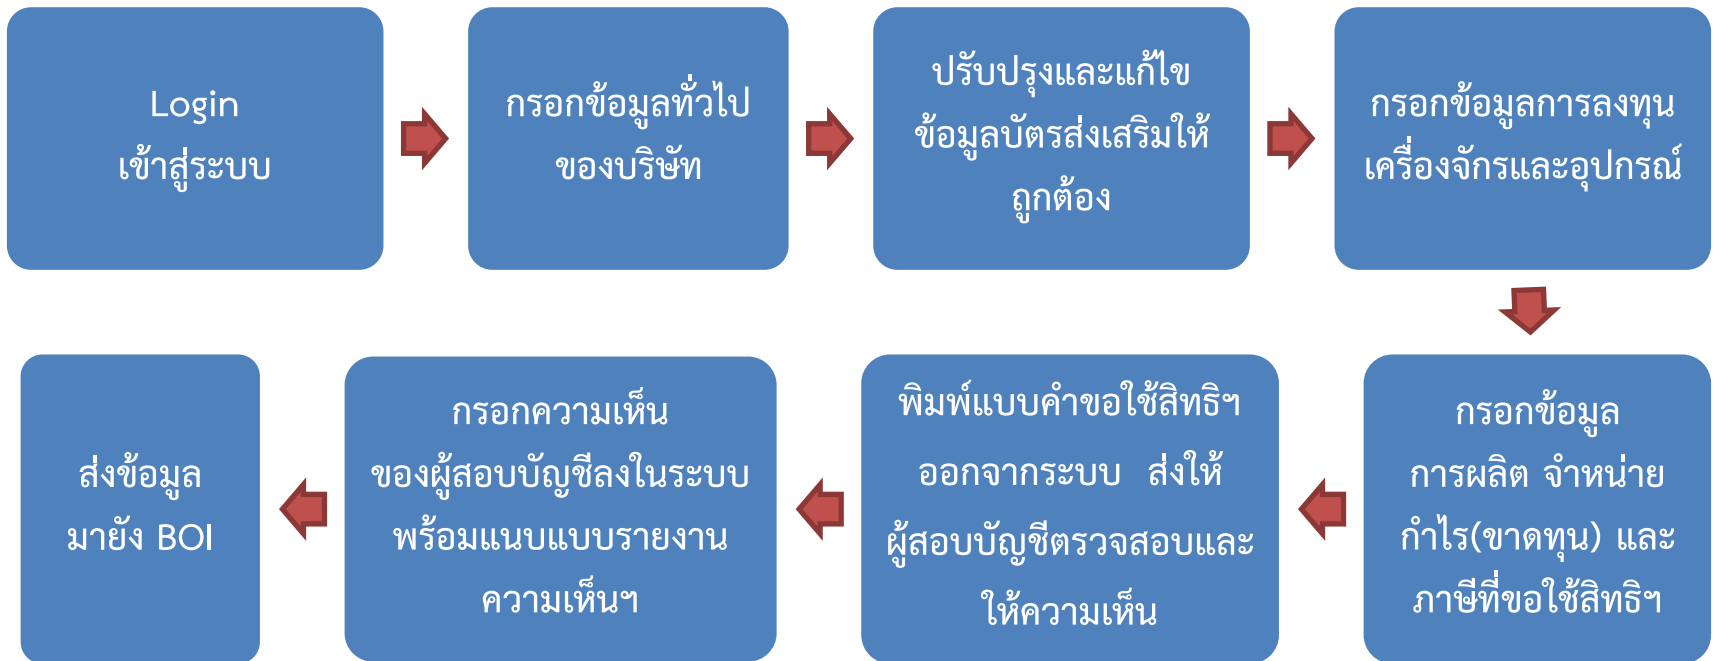 Login
เข้าสู่ระบบ
กรอกข้อมูลทั่วไป
ของบริษัท
ปรับปรุงและแก้ไข
ข้อมูลบัตรส่งเสริมให้
ถูกต้อง
กรอกข้อมูลการลงทุน
เครื่องจักรและอุปกรณ์
กรอกข้อมูล
การผลิต จำหน่าย
กำไร(ขาดทุน) และ
ภาษีที่ขอใช้สิทธิฯ
พิมพ์แบบคำขอใช้สิทธิฯ
ออกจากระบบ ส่งให้
ผู้สอบบัญชีตรวจสอบและ
ให้ความเห็น
กรอกความเห็น
ของผู้สอบบัญชีลงในระบบ
พร้อมแนบแบบรายงาน
ความเห็นฯ
ส่งข้อมูล
มายัง BOI